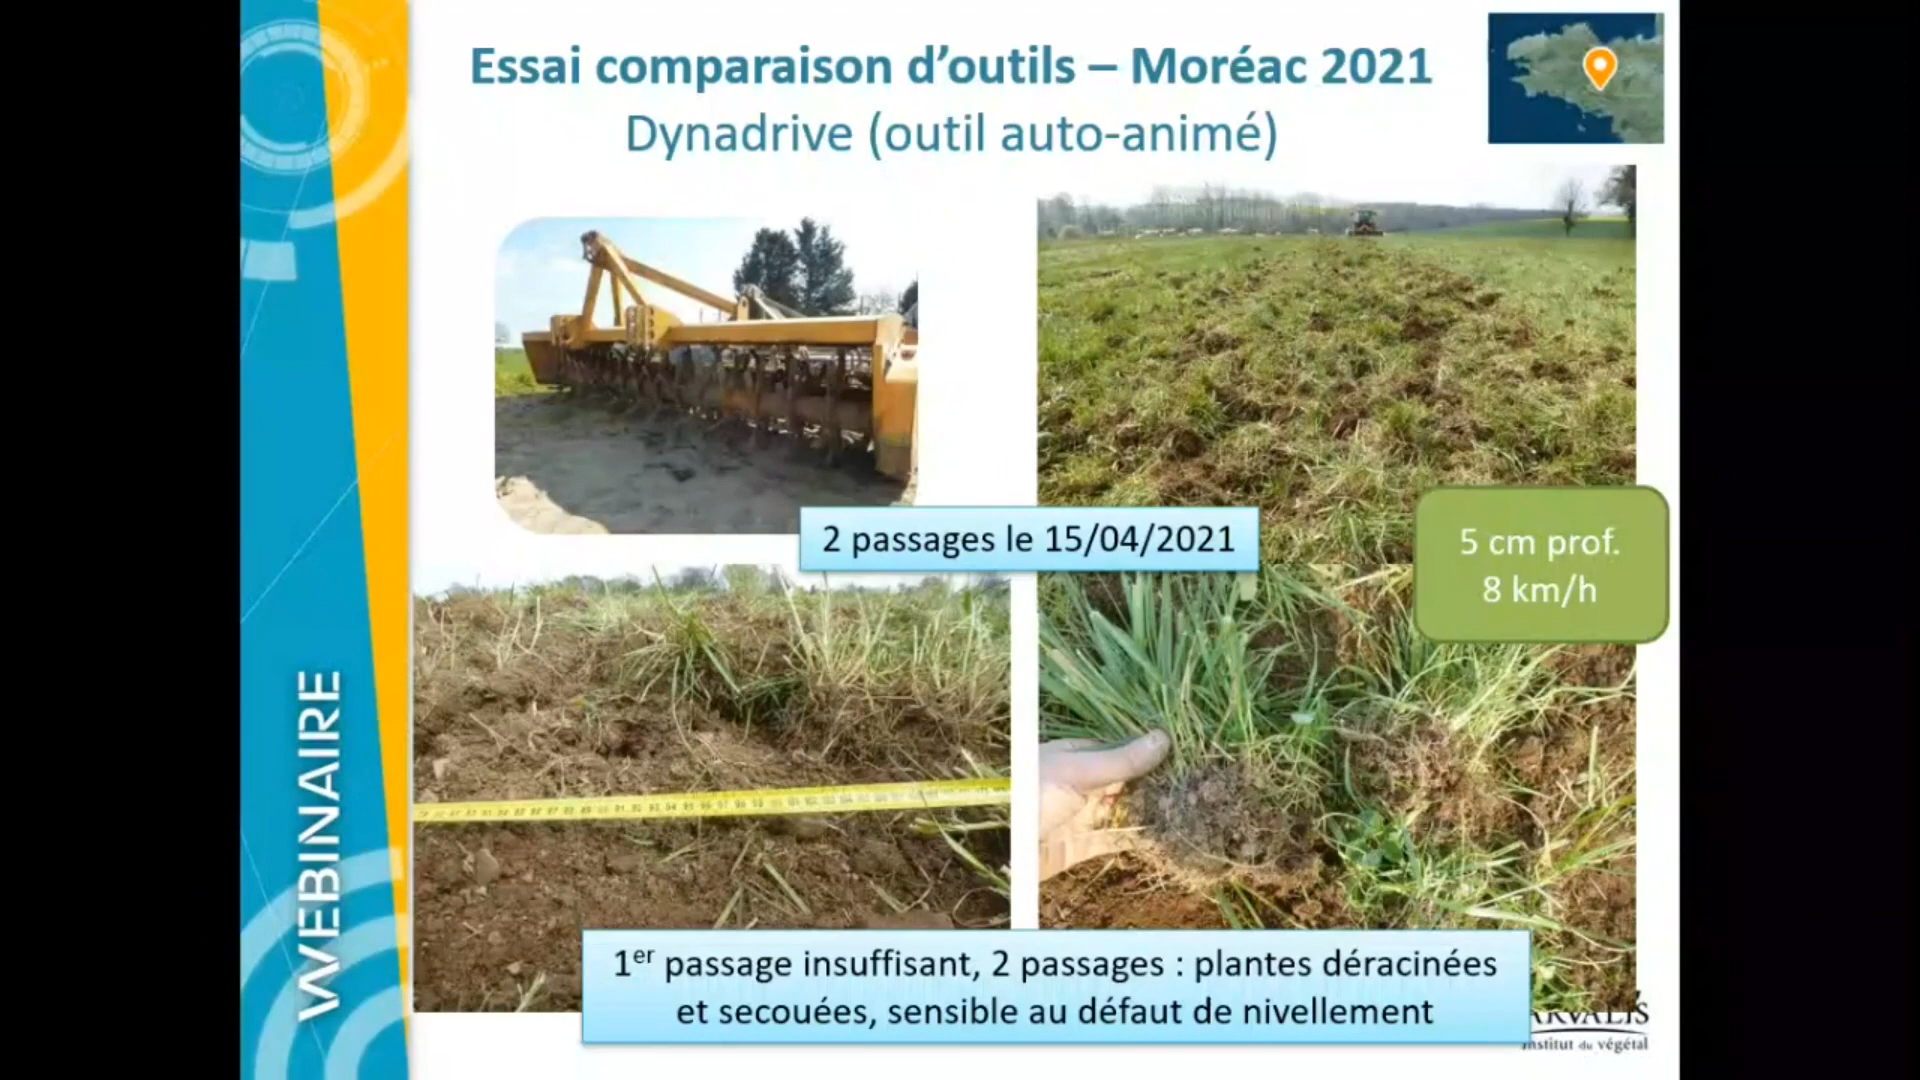 Essai comparaison d’outils – Moréac 2021
Dynadrive (outil auto-animé)
2 passages le 15/04/2021
5 cm prof.
8 km/h
1er passage insuffisant, 2 passages : plantes déracinées
et secouées, sensible au défaut de nivellement
WEBINAIRE
ARVALIS
Institut du végétal